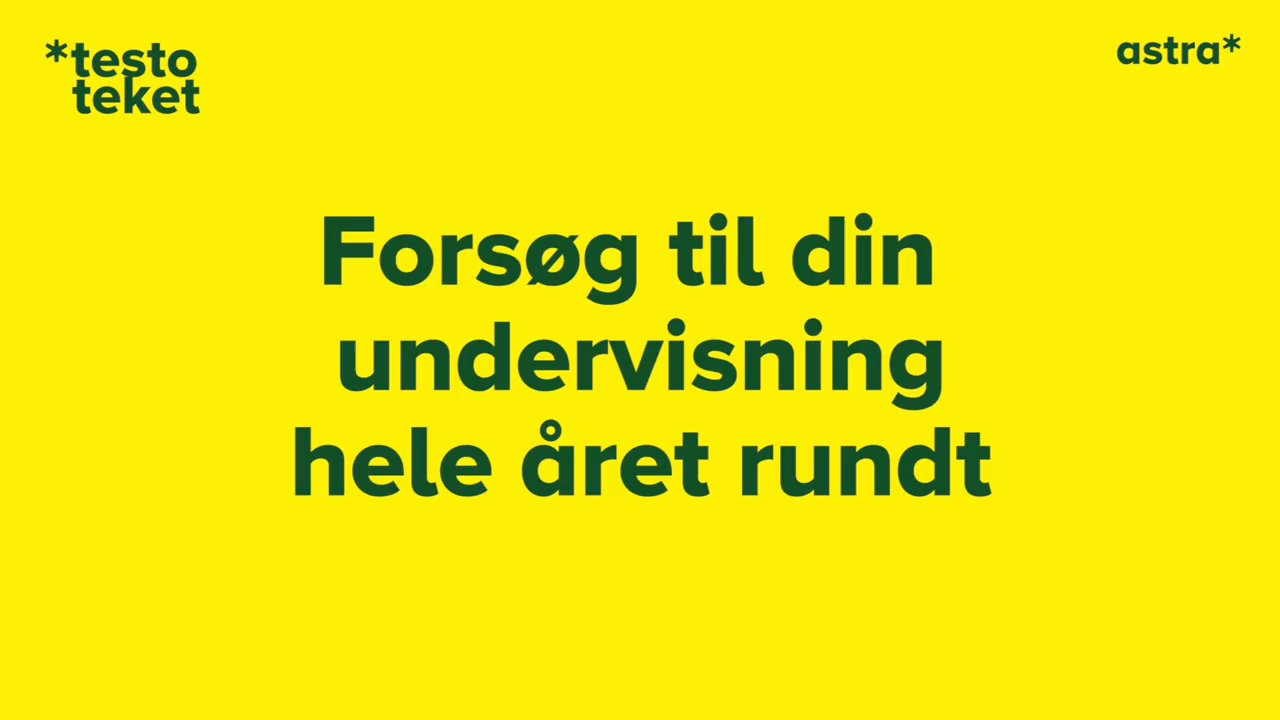 *testo
teket
astra*
Forsøg til din
undervisning
hele året rundt